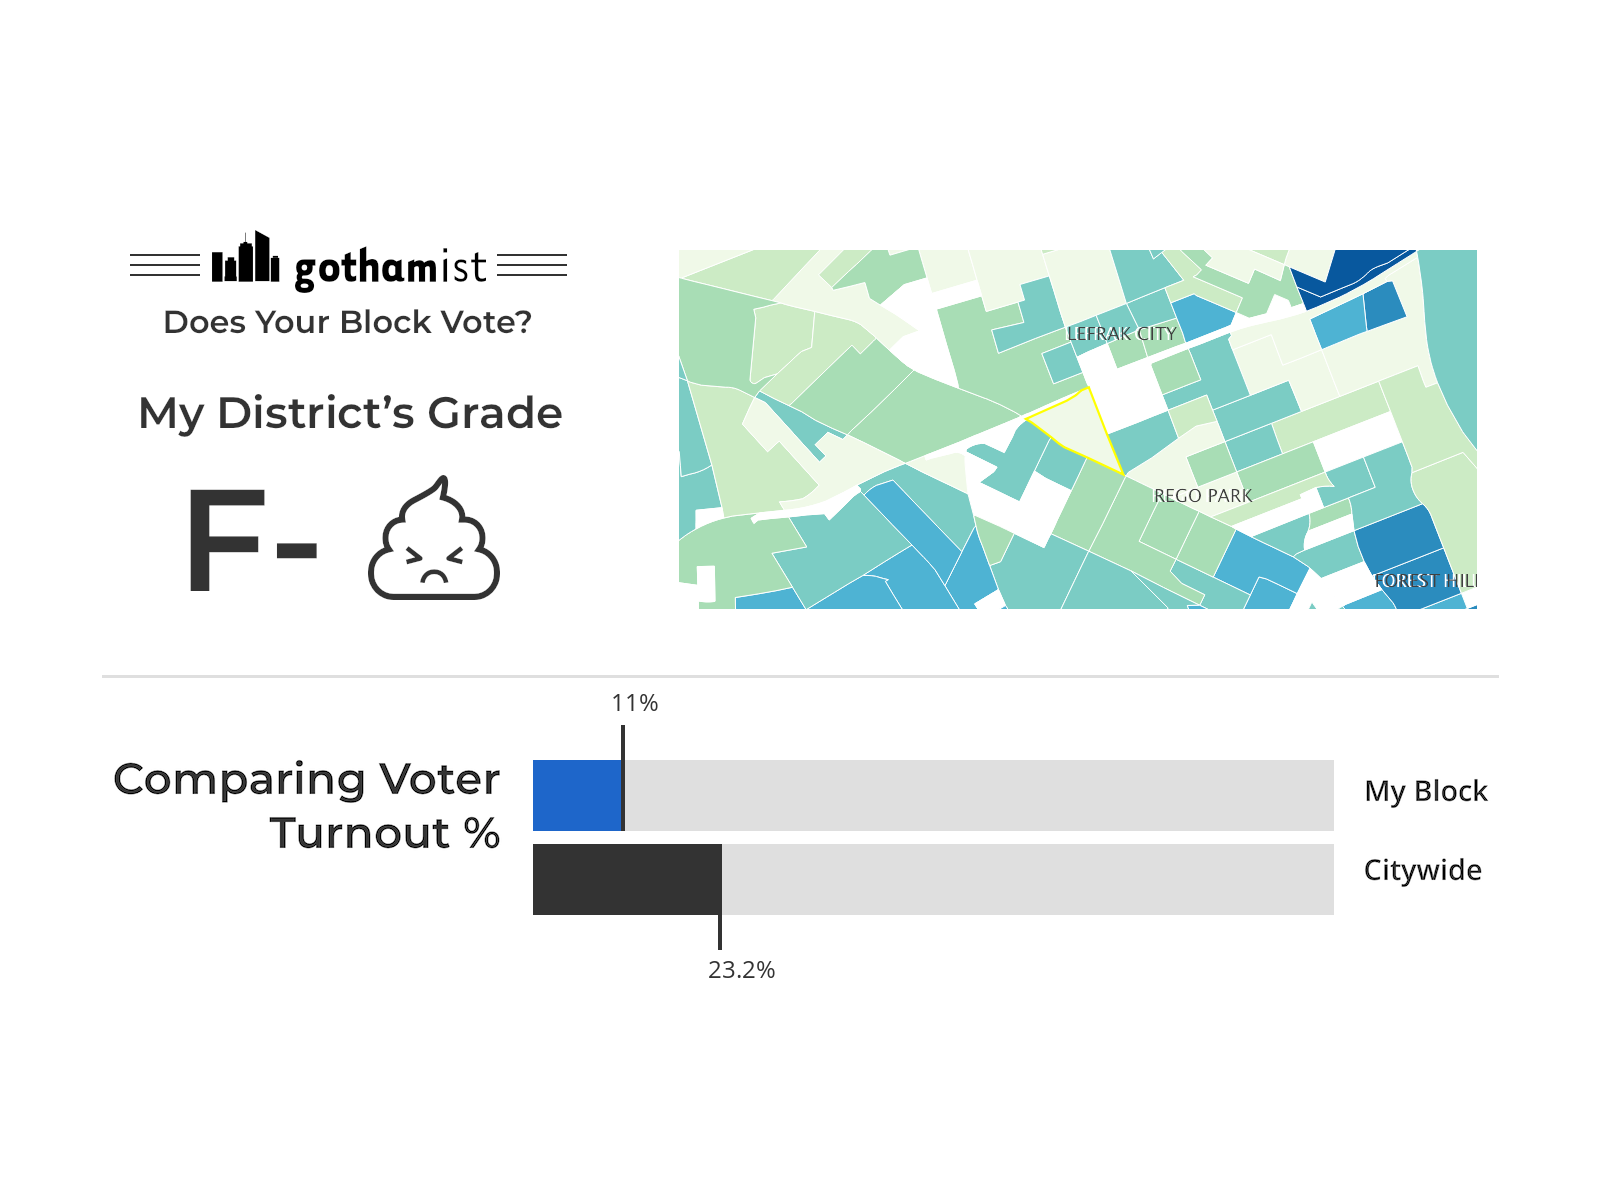 gothamist
Does Your Block Vote?
My District’s Grade
F-
LEFRAK CITY
REGO PARK
FOREST HILL
11%
Comparing Voter
Turnout %
My Block
Citywide
23.2%